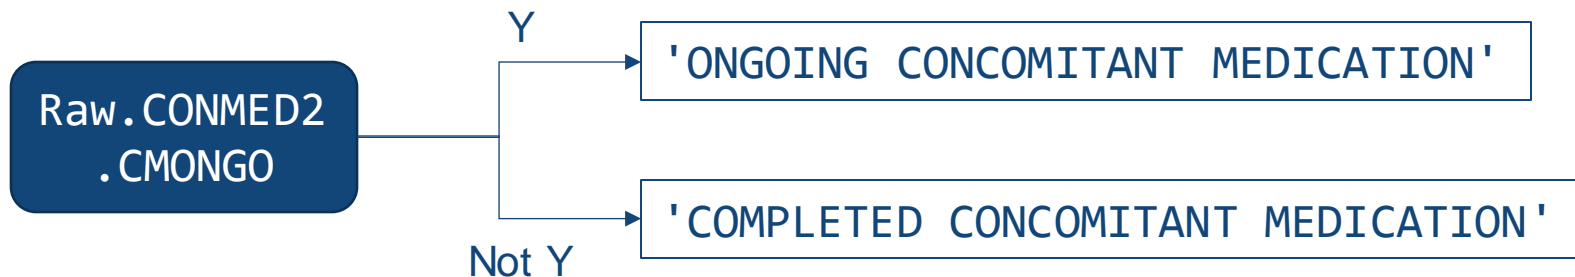 Raw.CONMED2
.CMONGO
Y
'ONGOING CONCOMITANT MEDICATION'
Not Y
'COMPLETED CONCOMITANT MEDICATION'